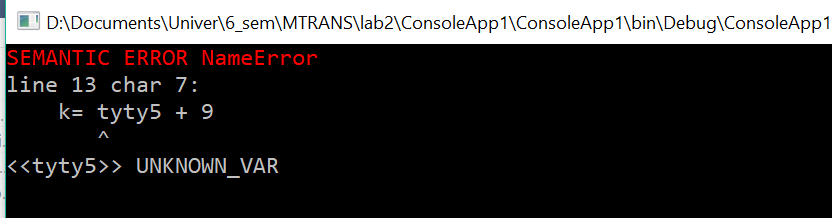 D:\Documents\Univer\6_sem\MTRANS\lab2\ConsoleApp1\ConsoleApp1\bin\Debug\ConsoleApp1
SEMANTIC ERROR NameError
line 13 char 7:
    k= tyty5 + 9
       ^
<<tyty5>> UNKNOWN_VAR